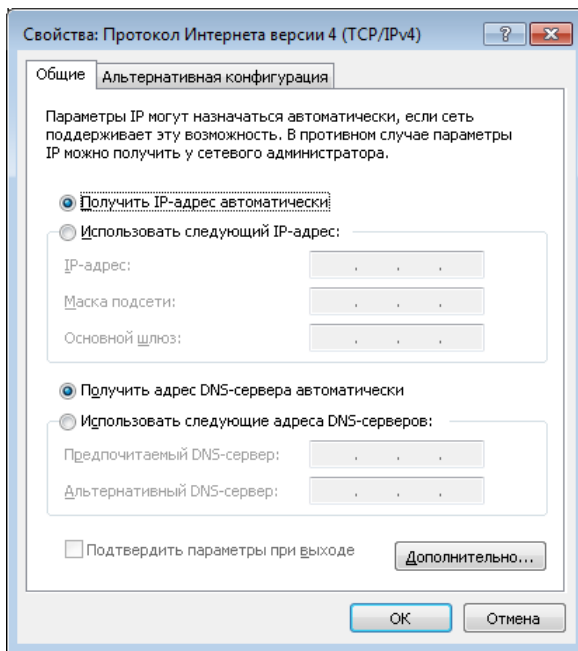 Свойства: Протокол Интернета версии 4 (TCP/IPv4)
Общие
Альтернативная конфигурация
Параметры IP могут назначаться автоматически, если сеть
поддерживает эту возможность. В противном случае параметры
IP можно получить у сетевого администратора.
Получить IP-адрес автоматически
Использовать следующий IP-адрес:
IP-адрес:
Маска подсети:
Основной шлюз:
Получить адрес DNS-сервера автоматически
Использовать следующие адреса DNS-серверов:
Предпочитаемый DNS-сервер:
Альтернативный DNS-сервер:
Подтвердить параметры при выходе
Дополнительно...
ОК
Отмена